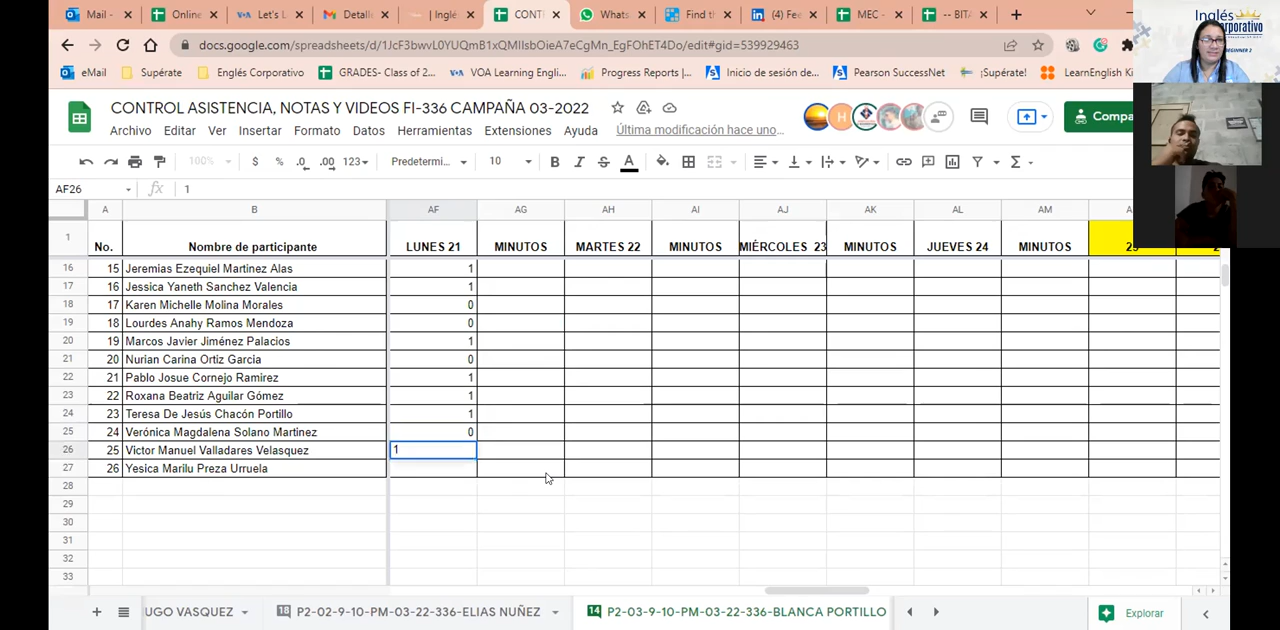 Mail -
Online
Let's L
Detalle
| Inglés
CONT
Whats
Find th
(4) Fee
MEC -
-- BIT
docs.google.com/spreadsheets/d/1JcF3bwvL0YUQmB1xQMIIsbOieA7eCgMn_EgFOhET4Do/edit#gid=539929463
eMail
Supérate
Englés Corporativo
GRADES- Class of 2...
VOA Learning Engli...
Progress Reports |...
Inicio de sesión de...
Pearson SuccessNet
¡Supérate!
LearnEnglish Ki
CONTROL ASISTENCIA, NOTAS Y VIDEOS FI-336 CAMPAÑA 03-2022
Archivo Editar Ver Insertar Formato Datos Herramientas Extensiones Ayuda Última modificación hace uno...
Compa
100% $ % .0 .00 123 Predetermi... 10 B I S A
AF26 fx 1
A B AF AG AH AI AJ AK AL AM
1 No. Nombre de participante LUNES 21 MINUTOS MARTES 22 MINUTOS MIÉRCOLES 23 MINUTOS JUEVES 24 MINUTOS 25
16 15 Jeremias Ezequiel Martinez Alas 1
17 16 Jessica Yaneth Sanchez Valencia 1
18 17 Karen Michelle Molina Morales 0
19 18 Lourdes Anahy Ramos Mendoza 0
20 19 Marcos Javier Jiménez Palacios 1
21 20 Nurian Carina Ortiz Garcia 0
22 21 Pablo Josue Cornejo Ramirez 1
23 22 Roxana Beatriz Aguilar Gómez 1
24 23 Teresa De Jesús Chacón Portillo 1
25 24 Verónica Magdalena Solano Martinez 0
26 25 Victor Manuel Valladares Velasquez 1
27 26 Yesica Marilu Preza Urruela
28
29
30
31
32
33
UGO VASQUEZ
18 P2-02-9-10-PM-03-22-336-ELIAS NUÑEZ
14 P2-03-9-10-PM-03-22-336-BLANCA PORTILLO
Explorar
Inglés